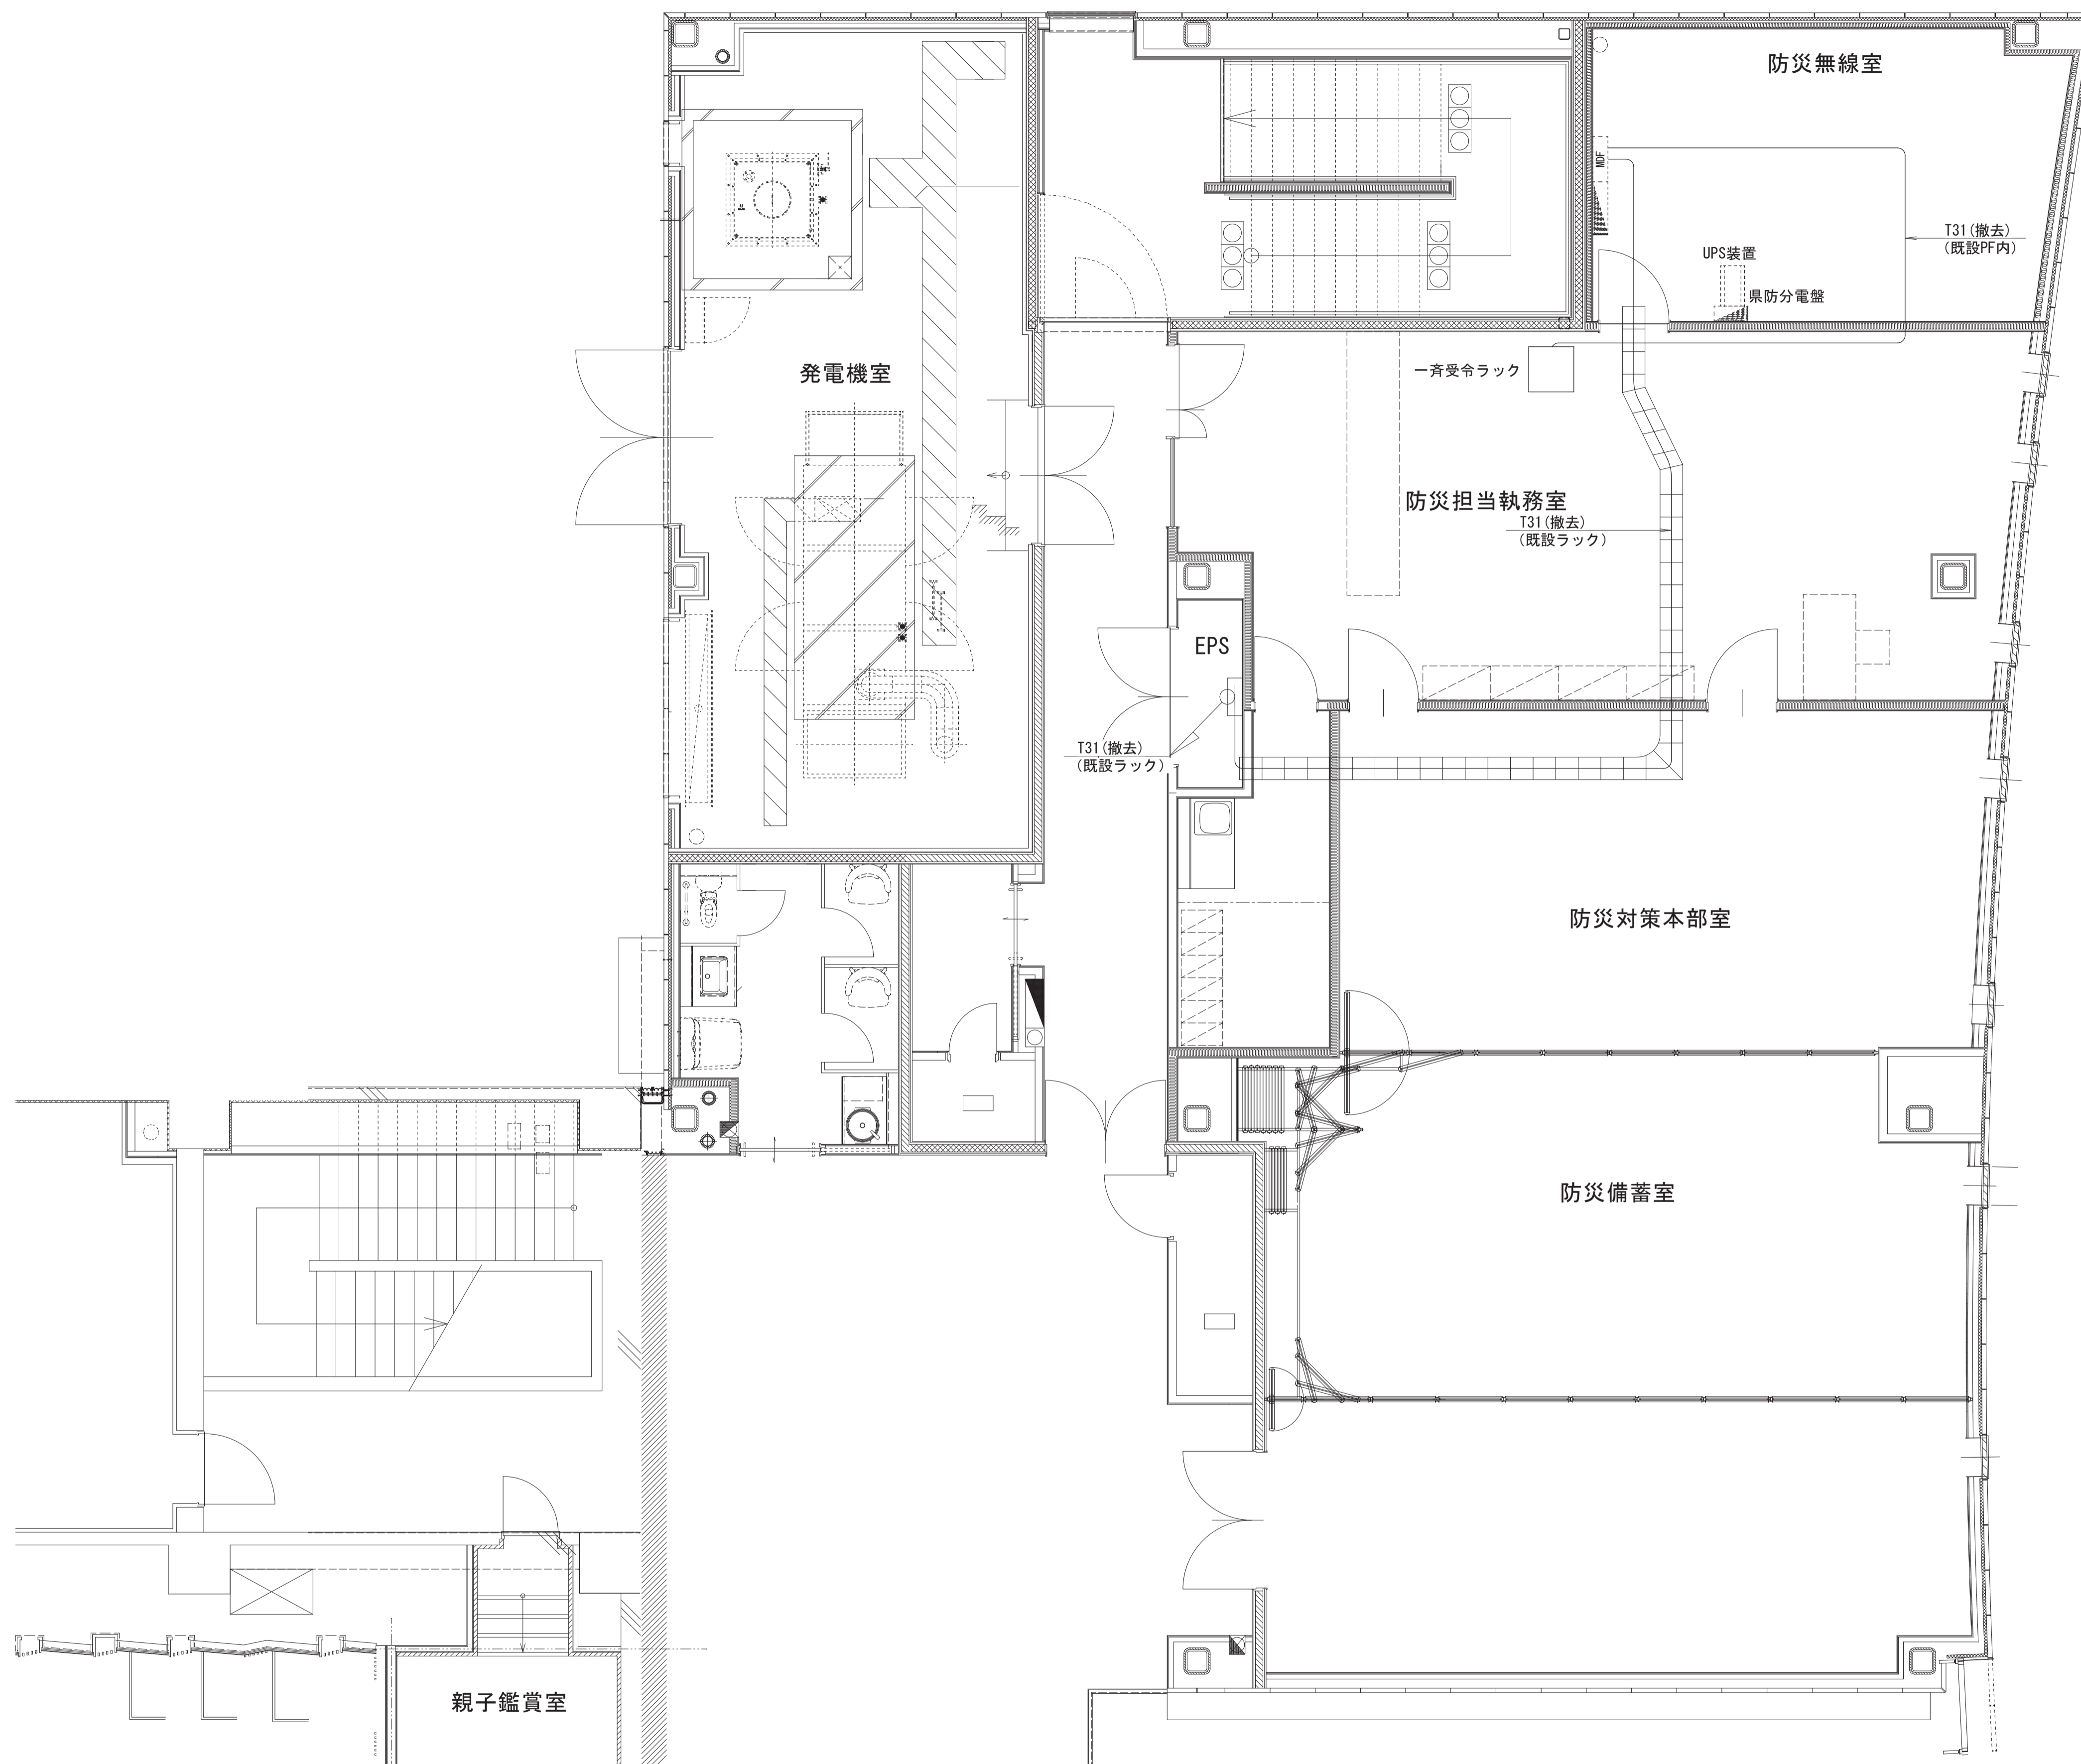 防災無線室
MDF
T31(撤去)
(既設PF内)
UPS装置
県防分電盤
発電機室
一斉受令ラック
防災担当執務室
T31(撤去)
(既設ラック)
EPS
T31(撤去)
(既設ラック)
防災対策本部室
防災備蓄室
親子鑑賞室